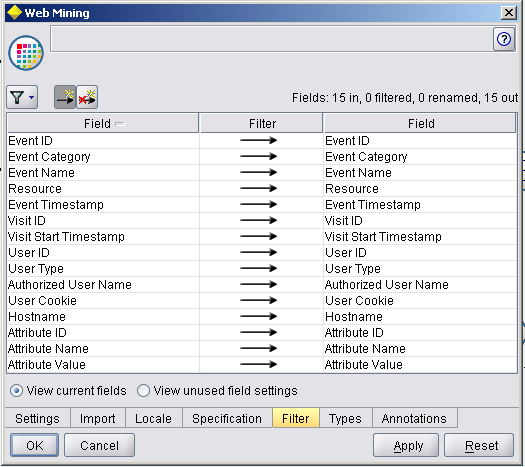 Web Mining
Fields: 15 in, 0 filtered, 0 renamed, 15 out
Field Filter Field
Event ID Event ID
Event Category Event Category
Event Name Event Name
Resource Resource
Event Timestamp Event Timestamp
Visit ID Visit ID
Visit Start Timestamp Visit Start Timestamp
User ID User ID
User Type User Type
Authorized User Name Authorized User Name
User Cookie User Cookie
Hostname Hostname
Attribute ID Attribute ID
Attribute Name Attribute Name
Attribute Value Attribute Value
View current fields View unused field settings
Settings Import Locale Specification Filter Types Annotations
OK Cancel Apply Reset